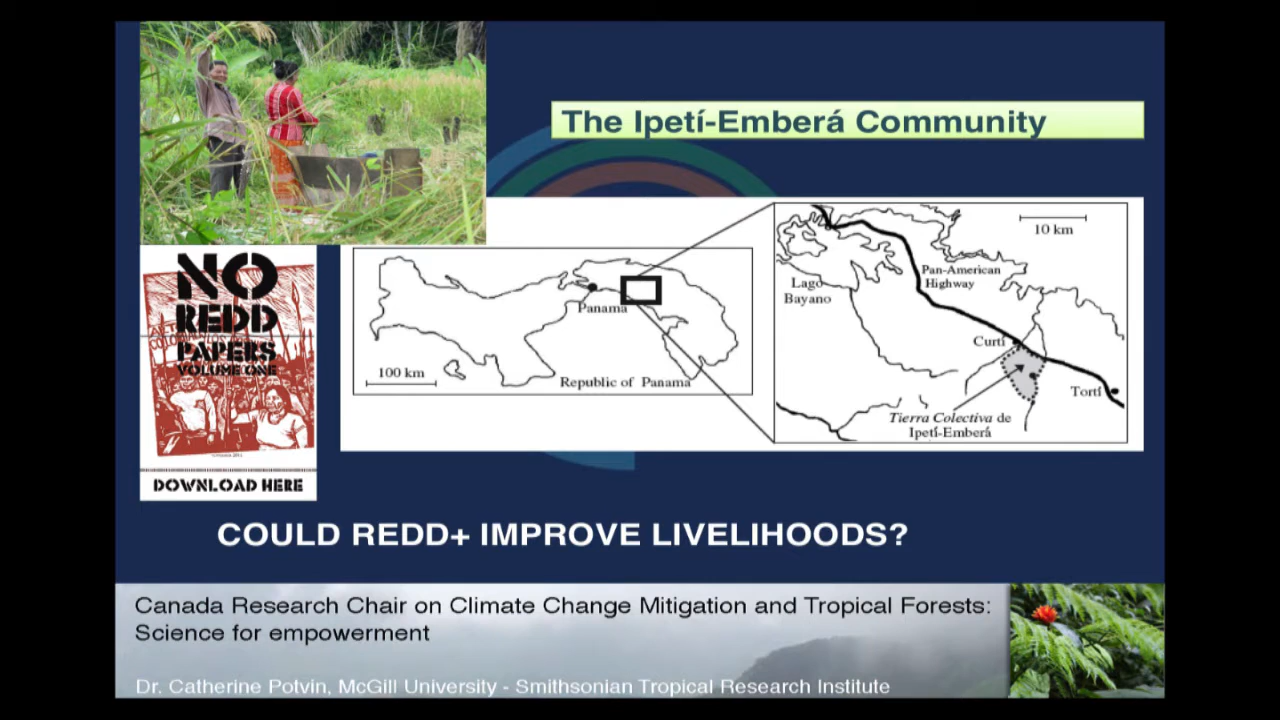 The Ipetí-Emberá Community
NO
REDD
PAPERS
VOLUME ONE
DOWNLOAD HERE
Panama
100 km
Republic of Panama
10 km
Lago
Bayano
Pan-American
Highway
Curtí
Tortí
Tierra Colectiva de
Ipetí-Emberá
COULD REDD+ IMPROVE LIVELIHOODS?
Canada Research Chair on Climate Change Mitigation and Tropical Forests:
Science for empowerment
Dr. Catherine Potvin, McGill University - Smithsonian Tropical Research Institute